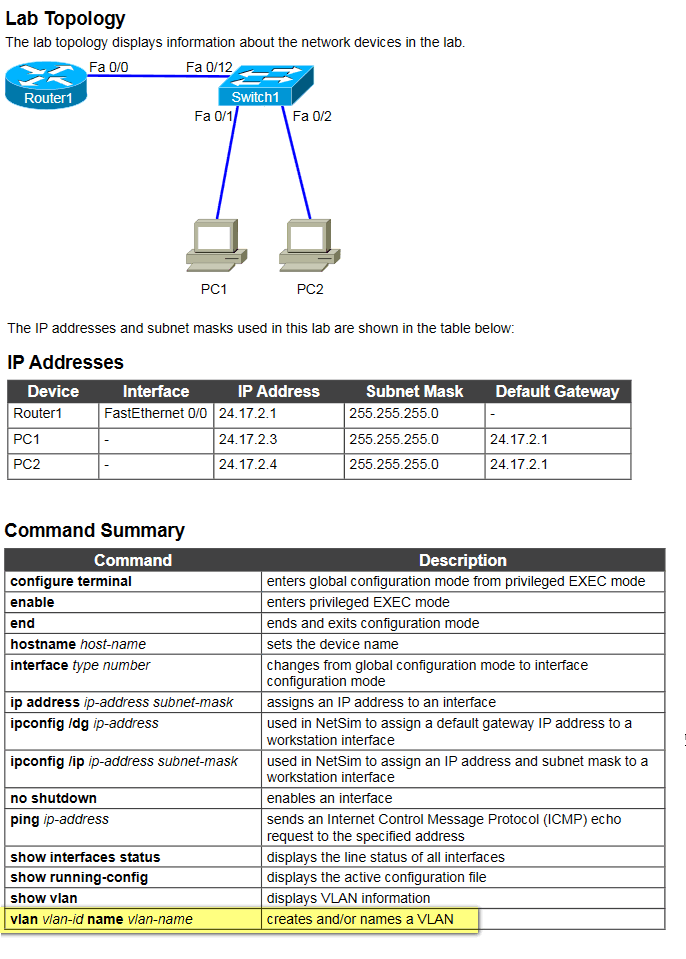 Lab Topology
The lab topology displays information about the network devices in the lab.
Fa 0/0 Fa 0/12
Router1 Switch1
Fa 0/1 Fa 0/2
PC1 PC2
The IP addresses and subnet masks used in this lab are shown in the table below:
IP Addresses
Device Interface IP Address Subnet Mask Default Gateway
Router1 FastEthernet 0/0 24.17.2.1 255.255.255.0 -
PC1 - 24.17.2.3 255.255.255.0 24.17.2.1
PC2 - 24.17.2.4 255.255.255.0 24.17.2.1
Command Summary
Command Description
configure terminal enters global configuration mode from privileged EXEC mode
enable enters privileged EXEC mode
end ends and exits configuration mode
hostname host-name sets the device name
interface type number changes from global configuration mode to interface
configuration mode
ip address ip-address subnet-mask assigns an IP address to an interface
ipconfig /dg ip-address used in NetSim to assign a default gateway IP address to a
workstation interface
ipconfig /ip ip-address subnet-mask used in NetSim to assign an IP address and subnet mask to a
workstation interface
no shutdown enables an interface
ping ip-address sends an Internet Control Message Protocol (ICMP) echo
request to the specified address
show interfaces status displays the line status of all interfaces
show running-config displays the active configuration file
show vlan displays VLAN information
vlan vlan-id name vlan-name creates and/or names a VLAN